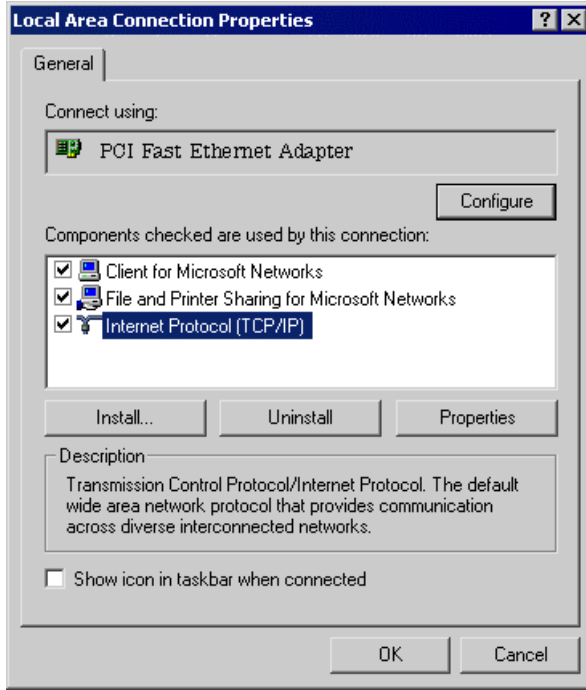 Local Area Connection Properties
General
Connect using:
PCI Fast Ethernet Adapter
Configure
Components checked are used by this connection:
Client for Microsoft Networks
File and Printer Sharing for Microsoft Networks
Internet Protocol (TCP/IP)
Install...
Uninstall
Properties
Description
Transmission Control Protocol/Internet Protocol. The default
wide area network protocol that provides communication
across diverse interconnected networks.
Show icon in taskbar when connected
OK
Cancel